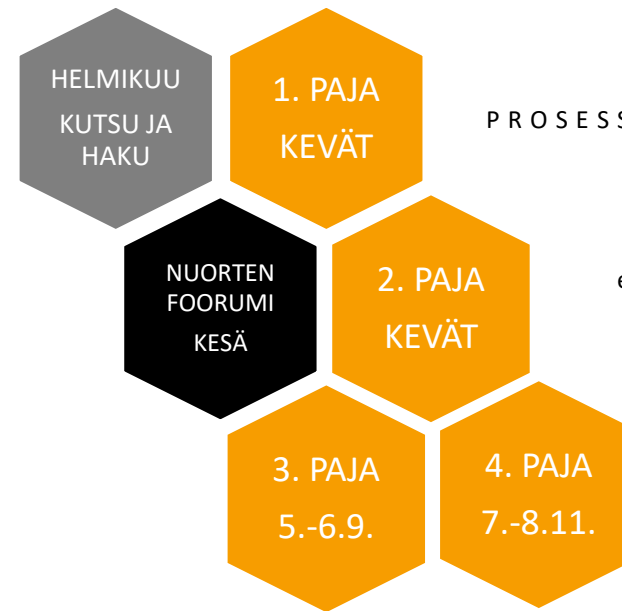 HELMIKUU
KUTSU JA
HAKU
1. PAJA
KEVÄT
PROSESS
NUORTEN
FOORUMI
KESÄ
2. PAJA
KEVÄT
e
3. PAJA
5.-6.9.
4. PAJA
7.-8.11.